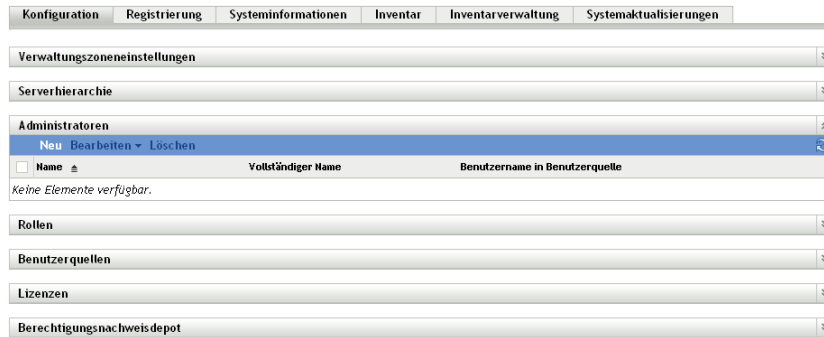 Konfiguration Registrierung Systeminformationen Inventar Inventarverwaltung Systemaktualisierungen
Verwaltungszoneneinstellungen
Serverhierarchie
Administratoren
Neu Bearbeiten Löschen
Name Vollständiger Name Benutzername in Benutzerquelle
Keine Elemente verfügbar.
Rollen
Benutzerquellen
Lizenzen
Berechtigungsnachweisdepot